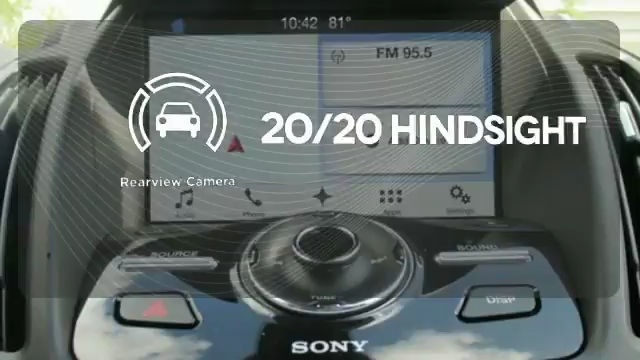 10:42 81°
FM 95.5
20/20 HINDSIGHT
Rearview Camera
Audio
Phone
Apps
Settings
SOURCE
SOUND
TUNE
DISP
SONY